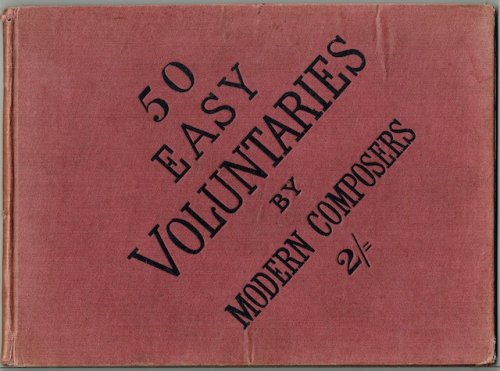 50
EASY
VOLUNTARIES
BY
MODERN COMPOSERS
2/=